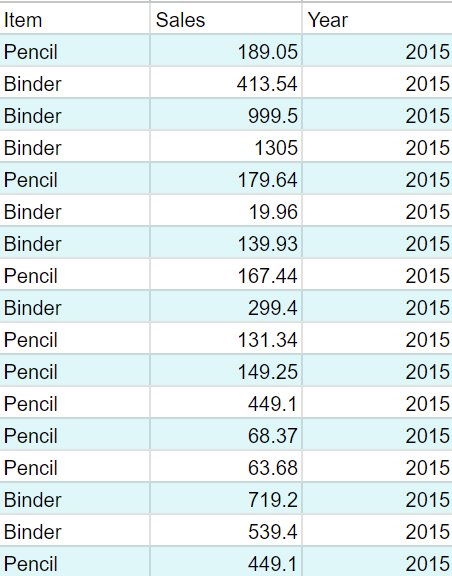 Item Sales Year
Pencil 189.05 2015
Binder 413.54 2015
Binder 999.5 2015
Binder 1305 2015
Pencil 179.64 2015
Binder 19.96 2015
Binder 139.93 2015
Pencil 167.44 2015
Binder 299.4 2015
Pencil 131.34 2015
Pencil 149.25 2015
Pencil 449.1 2015
Pencil 68.37 2015
Pencil 63.68 2015
Binder 719.2 2015
Binder 539.4 2015
Pencil 449.1 2015